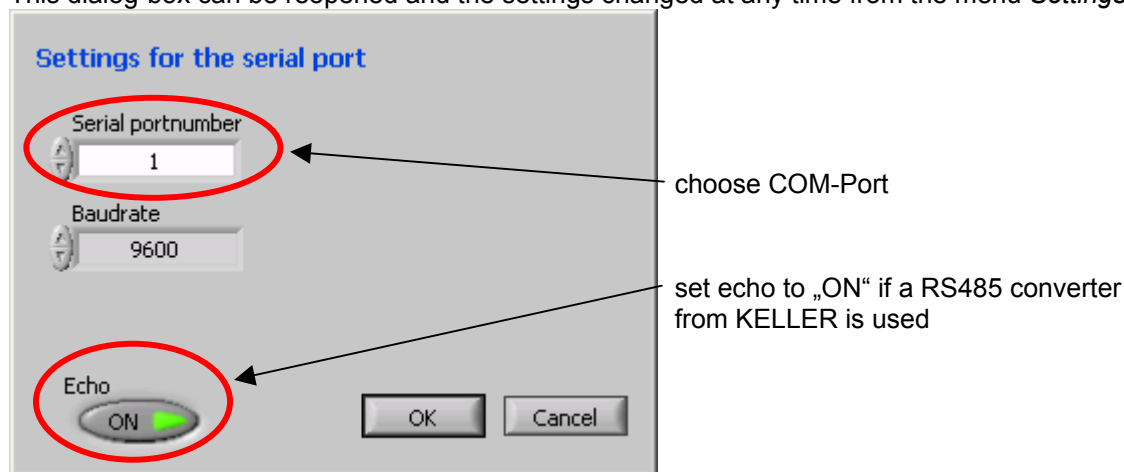 This dialog box can be reopened and the settings changed at any time from the menu Settings
Settings for the serial port
Serial portnumber
1
choose COM-Port
Baudrate
9600
set echo to „ON“ if a RS485 converter
from KELLER is used
Echo
ON
OK
Cancel